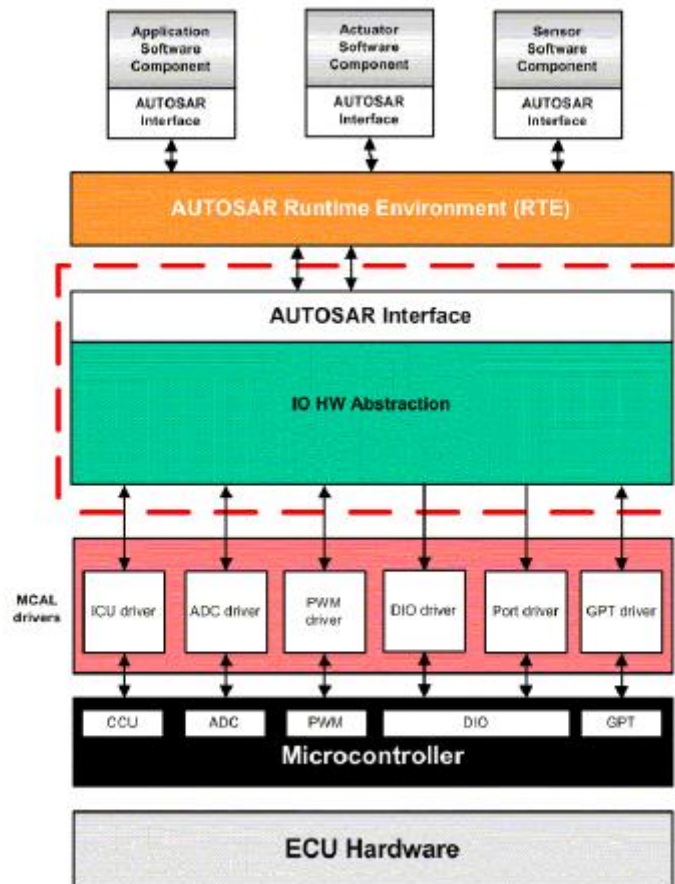 Application
Software
Component
AUTOSAR
Interface
Actuator
Software
Component
AUTOSAR
Interface
Sensor
Software
Component
AUTOSAR
Interface
AUTOSAR Runtime Environment (RTE)
AUTOSAR Interface
IO HW Abstraction
MCAL
drivers
ICU driver
ADC driver
PWM
driver
DIO driver
Port driver
GPT driver
CCU
ADC
PWM
DIO
GPT
Microcontroller
ECU Hardware